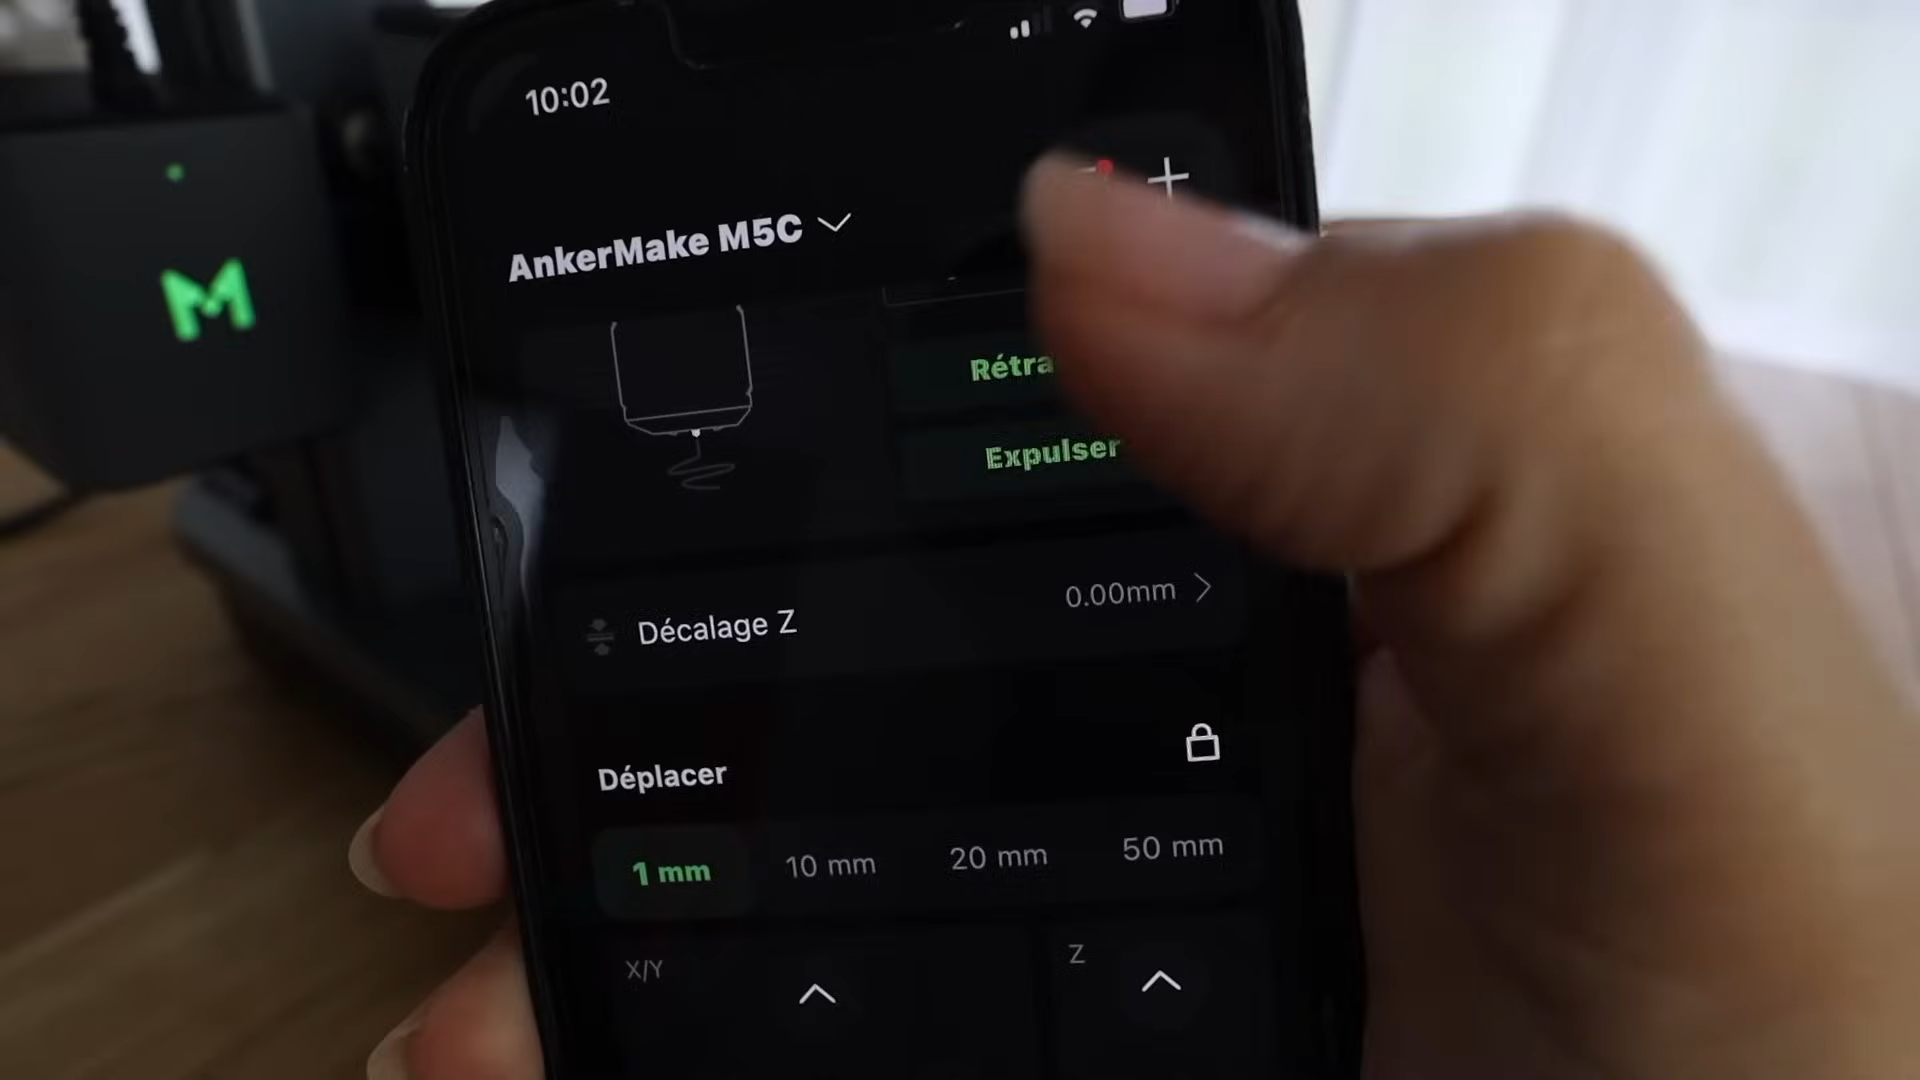 10:02
AnkerMake M5C
Expulser
Décalage Z
0.00mm
Déplacer
1 mm
10 mm
20 mm
50 mm
X/Y
Z
M